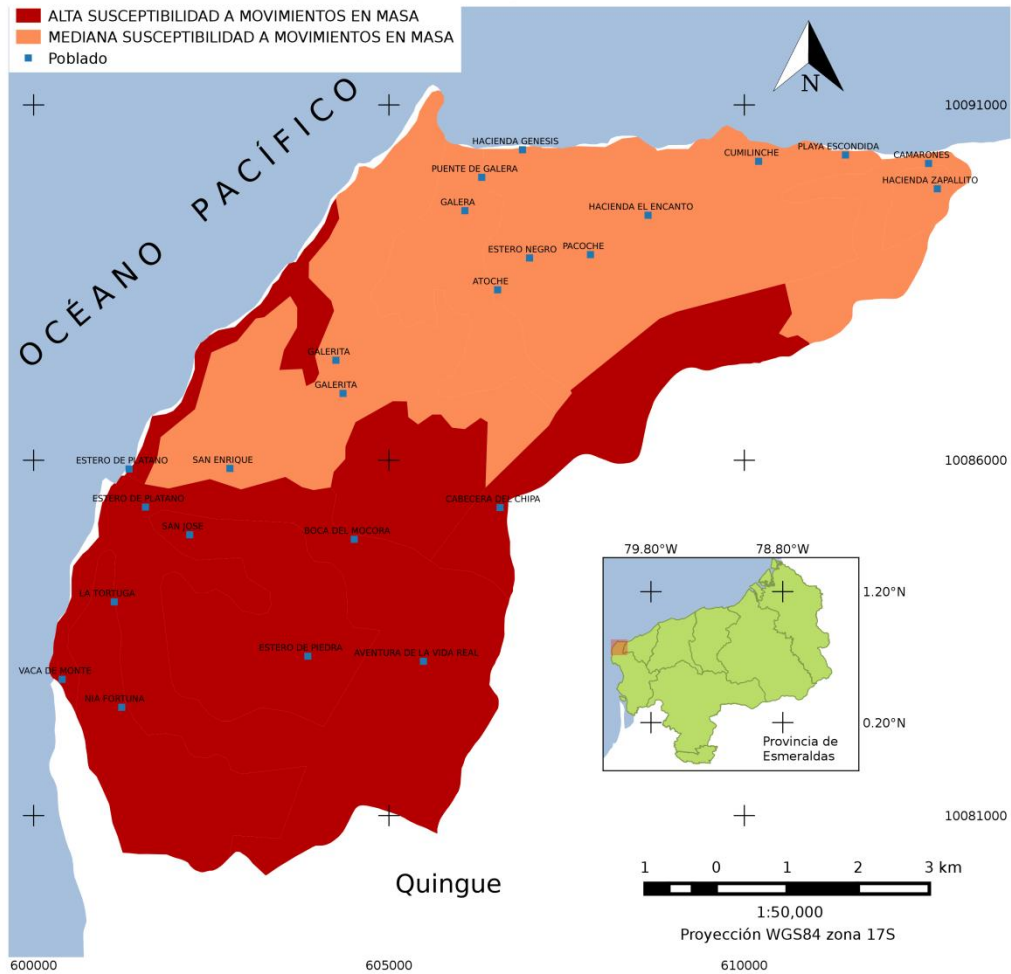 ALTA SUSCEPTIBILIDAD A MOVIMIENTOS EN MASA
MEDIANA SUSCEPTIBILIDAD A MOVIMIENTOS EN MASA
Poblado
N
OCÉANO PACÍFICO
10091000
HACIENDA GENESIS
CUMILINCHE
PLAYA ESCONDIDA
CAMARONES
PUENTE DE GALERA
HACIENDA ZAPALLITO
GALERA
HACIENDA EL ENCANTO
ESTERO NEGRO
PACOCHE
ATOCHE
GALERITA
GALERITA
ESTERO DE PLATANO
SAN ENRIQUE
10086000
ESTERO DE PLATANO
CABECERA DEL CHIPA
SAN JOSE
BOCA DEL MOCORA
79.80°W
78.80°W
1.20°N
LA TORTUGA
ESTERO DE PIEDRA
AVENTURA DE LA VIDA REAL
VACA DE MONTE
MIA FORTUNA
0.20°N
Provincia de
Esmeraldas
10081000
Quingue
1 0 1 2 3 km
1:50,000
Proyección WGS84 zona 17S
600000
605000
610000